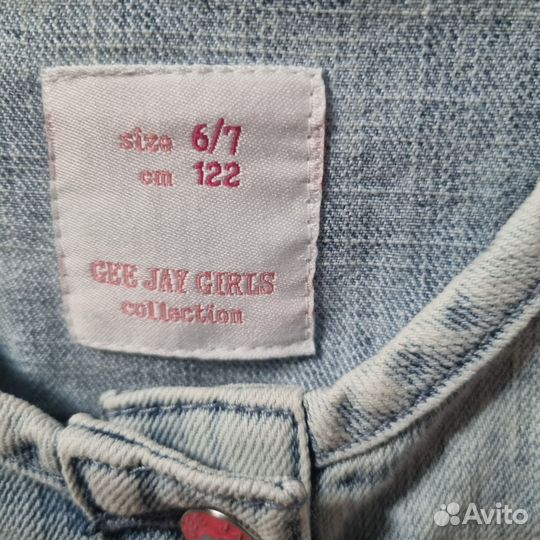 size 6/7
cm 122
GEE JAY GIRLS
collection
Avito